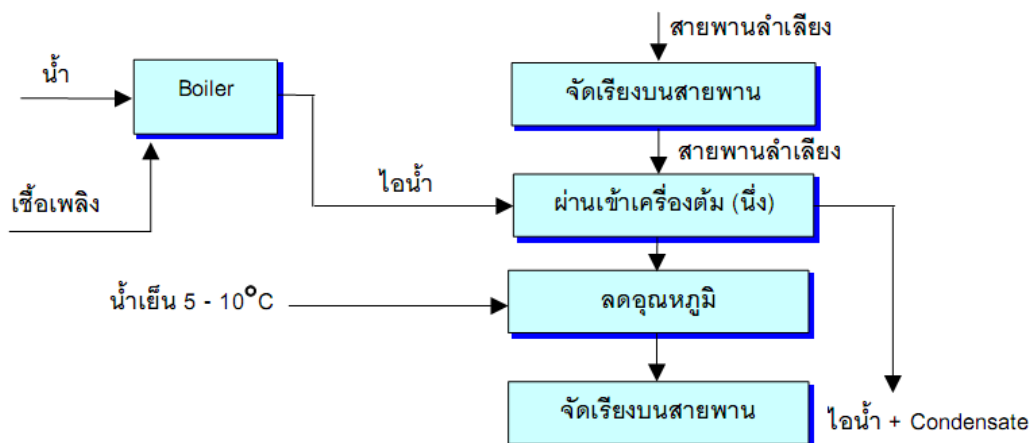 สายพานลำเลียง
น้ำ
Boiler
จัดเรียงบนสายพาน
สายพานลำเลียง
เชื้อเพลิง
ไอน้ำ
ผ่านเข้าเครื่องต้ม (นึ่ง)
น้ำเย็น 5 - 10°C
ลดอุณหภูมิ
จัดเรียงบนสายพาน
ไอน้ำ + Condensate